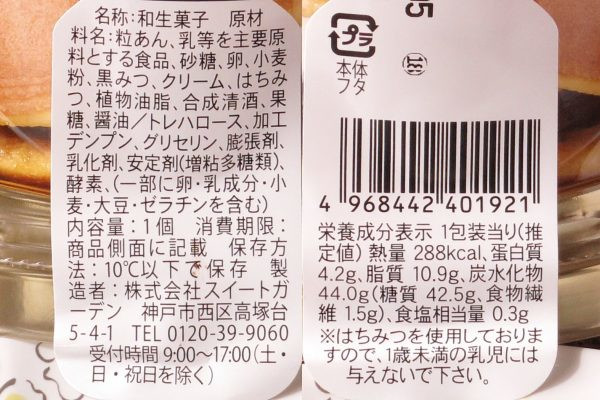 名称:和生菓子 原材
料名:粒あん、乳等を主要原
料とする食品、砂糖、卵、小麦
粉、黒みつ、クリーム、はちみ
つ、植物油脂、合成清酒、果
糖、醤油/トレハロース、加工
デンプン、グリセリン、膨張剤、
乳化剤、安定剤(増粘多糖類)、
酵素、(一部に卵・乳成分・小
麦・大豆・ゼラチンを含む)
内容量:1個 消費期限:
商品側面に記載 保存方
法:10℃以下で保存 製
造者:株式会社スイートガ
ーデン 神戸市西区高塚台
5-4-1 TEL 0120-39-9060
受付時間 9:00〜17:00(土・
日・祝日を除く)
プラ
本体
フタ
05
4 968442 401921
栄養成分表示 1包装当り(推
定値) 熱量 288kcal、蛋白質
4.2g、脂質 10.9g、炭水化物
44.0g(糖質 42.5g、食物繊
維 1.5g)、食塩相当量 0.3g
※はちみつを使用しておりま
すので、1歳未満の乳児には
与えないで下さい。